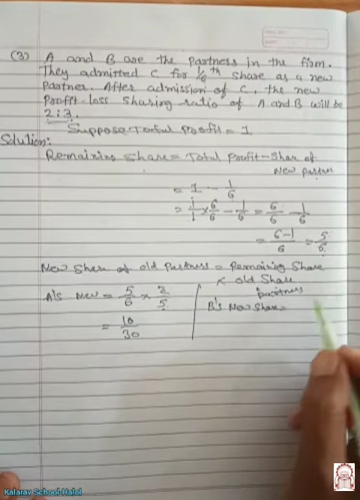 (3) A and B are the Partners in the firm.
They admitted C for 1/6th share as a new
Partner. After admission of C, the new
Profit-loss sharing ratio of A and B will be
2:3.
Suppose Total Profit = 1
Solution:
Remaining Share = Total Profit - Share of
New partner
= 1 - 1/6
= 1/1 × 6/6 - 1/6 = 6/6 - 1/6
= 6-1/6 = 5/6
New Share of old Partners = Remaining Share
× old Share
partners
A's New = 5/6 × 2/5
= 10/30
B's New Share =
Kalarav School Halol